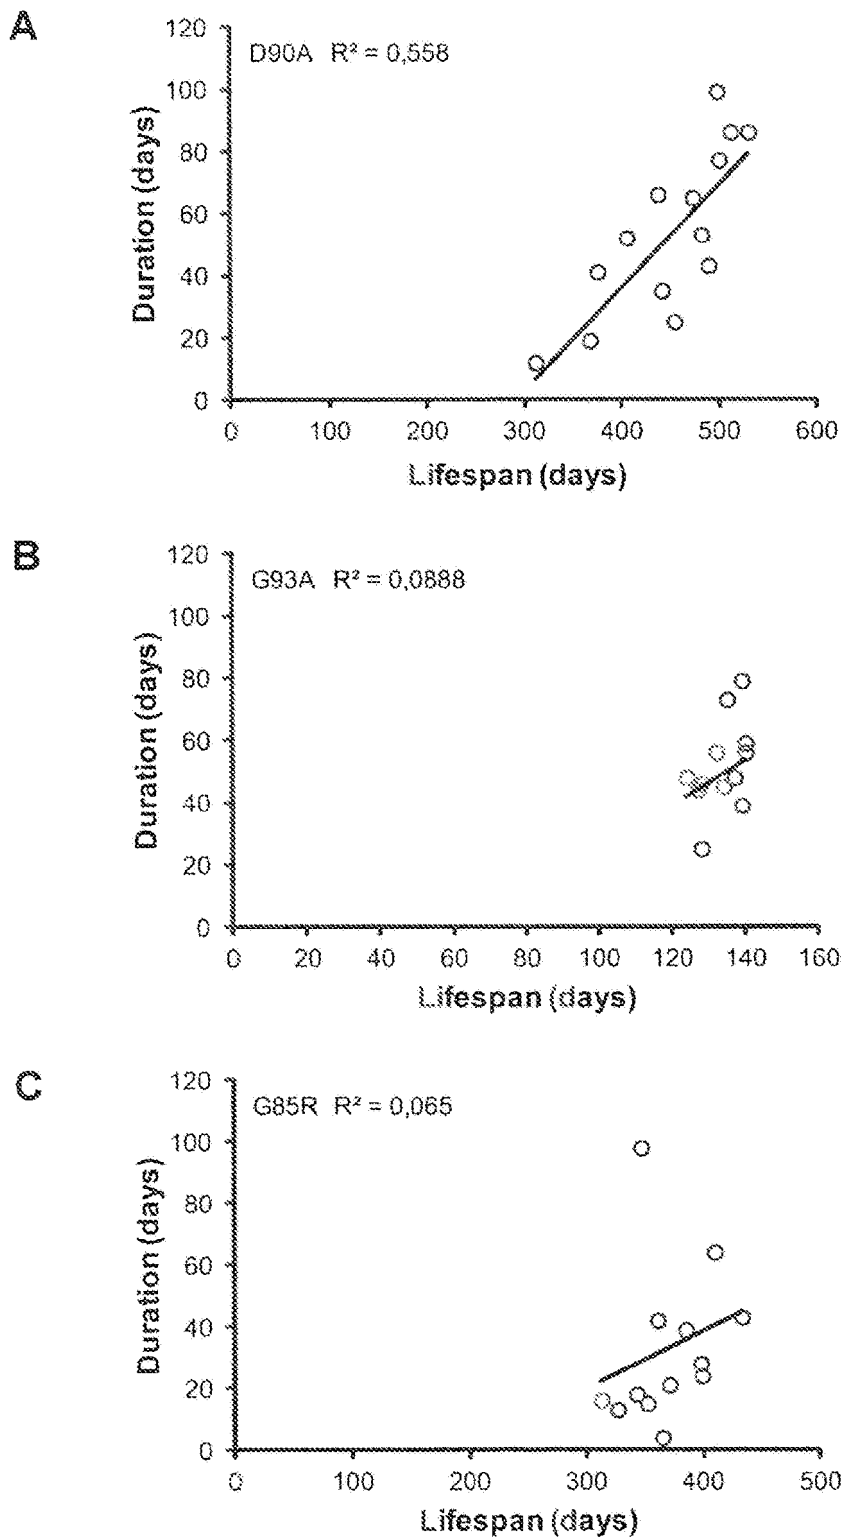 A
D90A R² = 0,558
Duration (days)
120
100
80
60
40
20
0
0 100 200 300 400 500 600
Lifespan (days)
B
G93A R² = 0,0888
Duration (days)
120
100
80
60
40
20
0
0 20 40 60 80 100 120 140 160
Lifespan (days)
C
G85R R² = 0,065
Duration (days)
120
100
80
60
40
20
0
0 100 200 300 400 500
Lifespan (days)